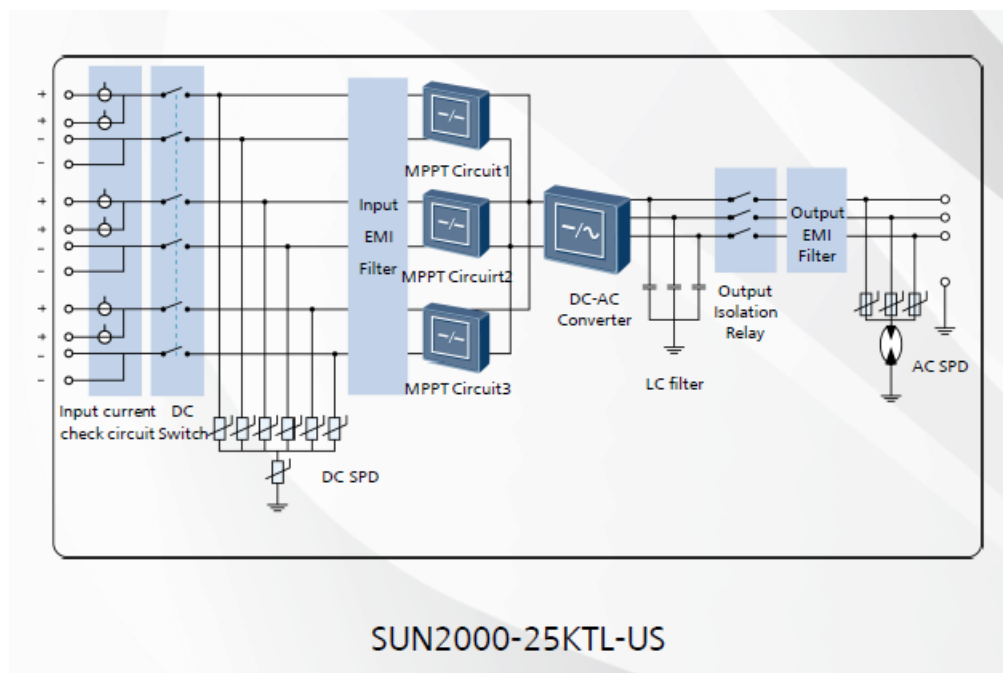 +
+
-
-
+
+
-
-
+
+
-
-
Input current
check circuit
DC
Switch
DC SPD
Input
EMI
Filter
MPPT Circuit1
MPPT Circuirt2
MPPT Circuit3
DC-AC
Converter
LC filter
Output
Isolation
Relay
Output
EMI
Filter
AC SPD
SUN2000-25KTL-US